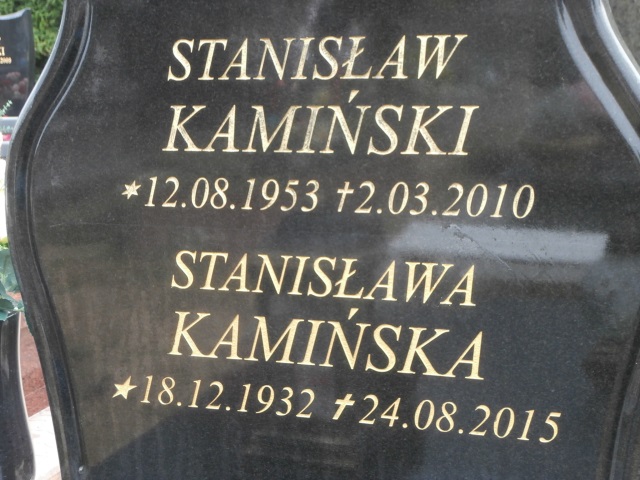 STANISŁAW
KAMIŃSKI
*12.08.1953 †2.03.2010
STANISŁAWA
KAMIŃSKA
*18.12.1932 †24.08.2015